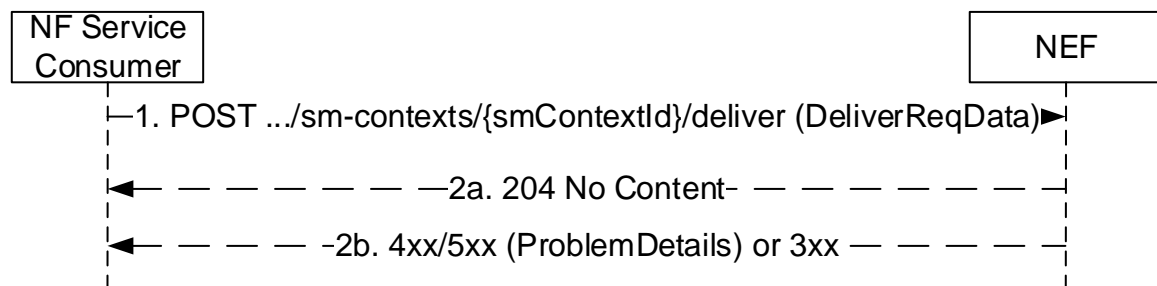 NF Service
Consumer
NEF
1. POST .../sm-contexts/{smContextId}/deliver (DeliverReqData)
2a. 204 No Content
2b. 4xx/5xx (ProblemDetails) or 3xx